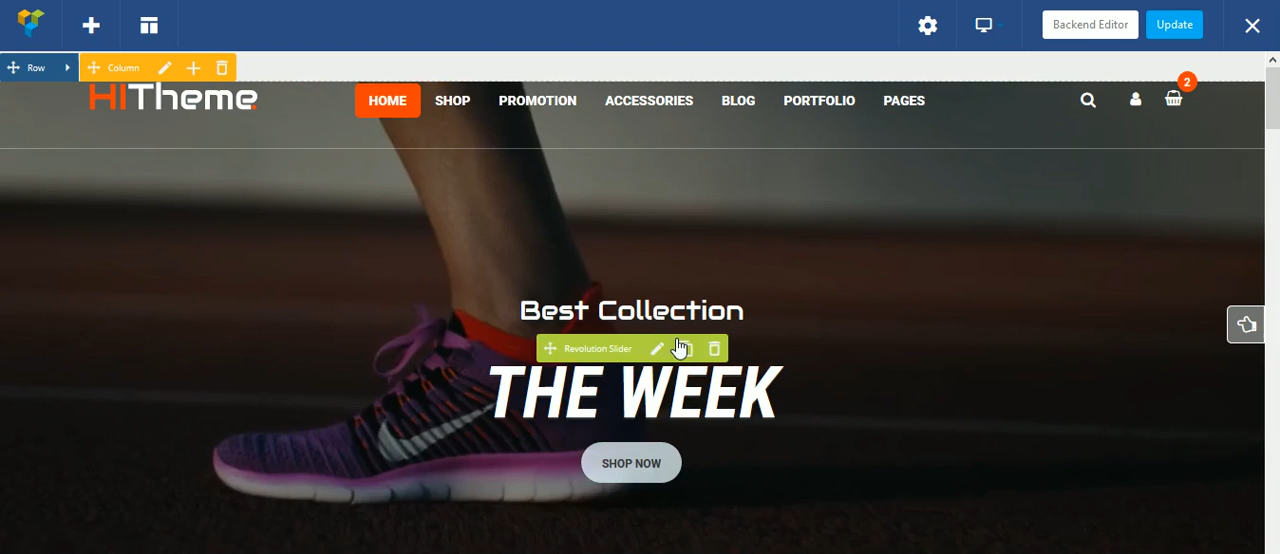 Backend Editor Update
Row Column
HiTheme.
HOME SHOP PROMOTION ACCESSORIES BLOG PORTFOLIO PAGES
2
Best Collection
Revolution Slider
THE WEEK
SHOP NOW